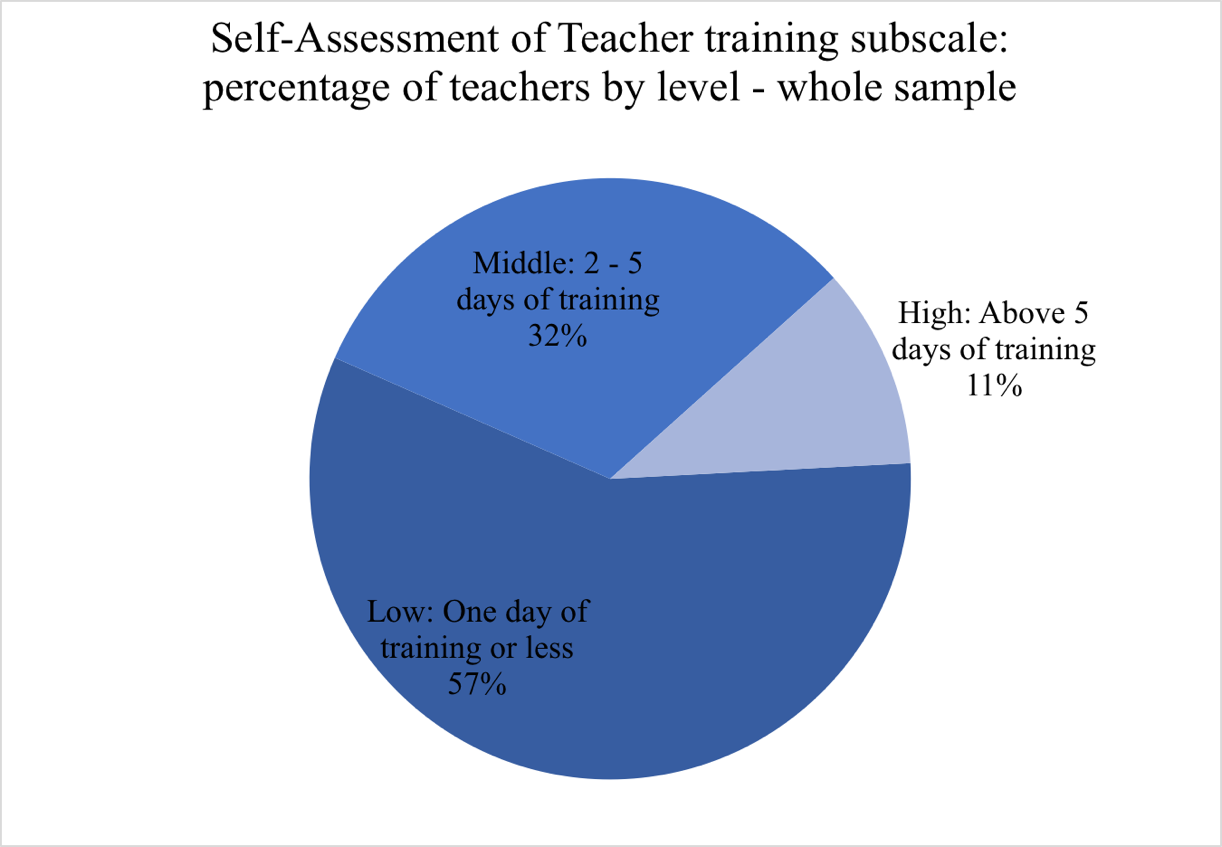 Self-Assessment of Teacher training subscale:
percentage of teachers by level - whole sample
Middle: 2 - 5
days of training
32%
High: Above 5
days of training
11%
Low: One day of
training or less
57%